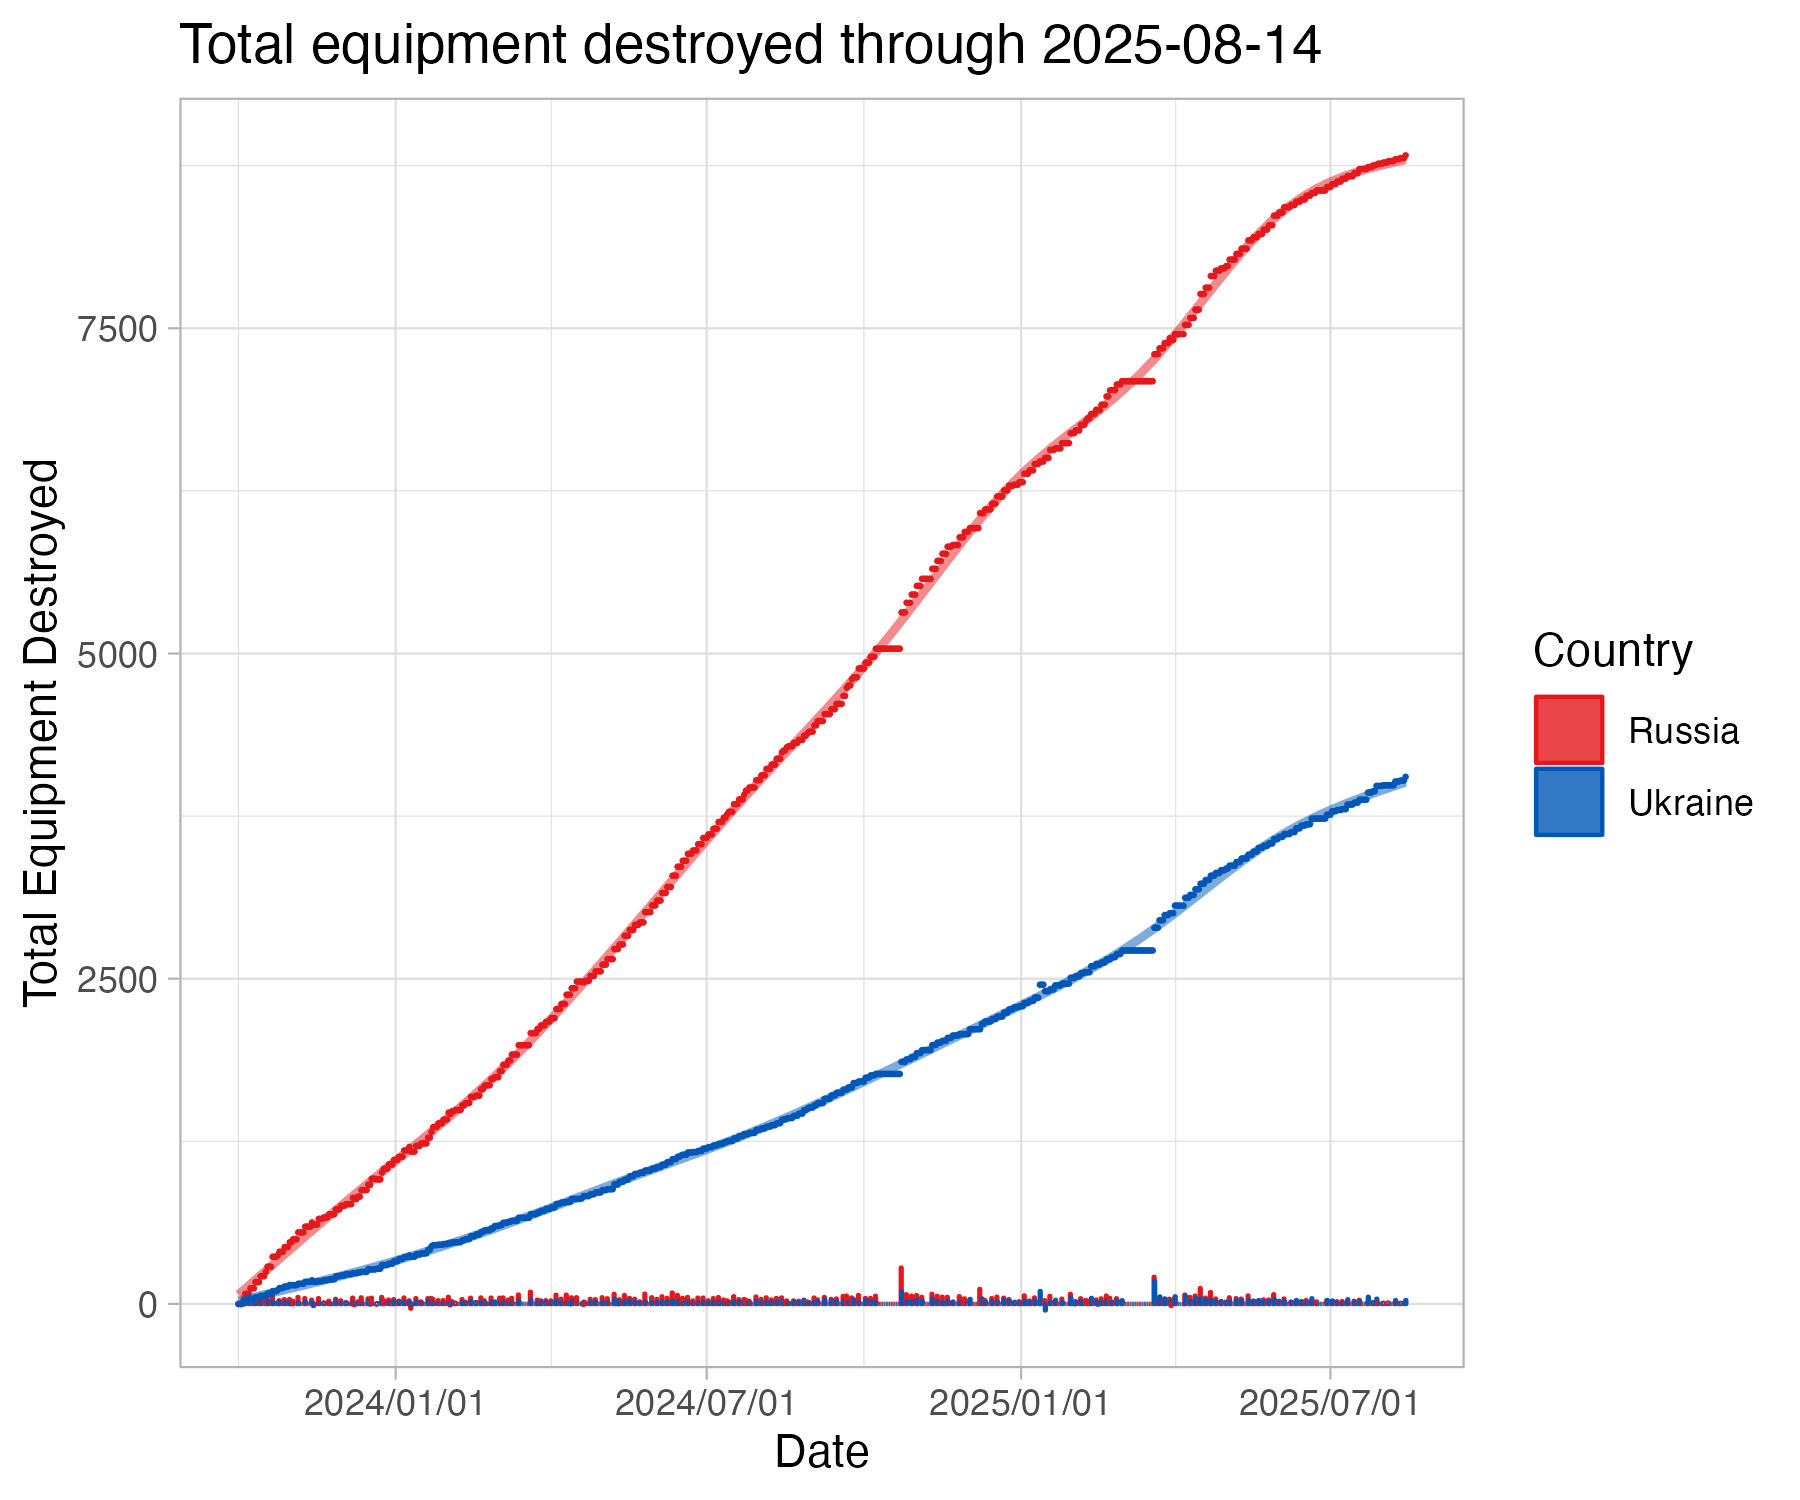 Total equipment destroyed through 2025-08-14
Total Equipment Destroyed
7500
5000
2500
0
2024/01/01
2024/07/01
2025/01/01
2025/07/01
Date
Country
Russia
Ukraine